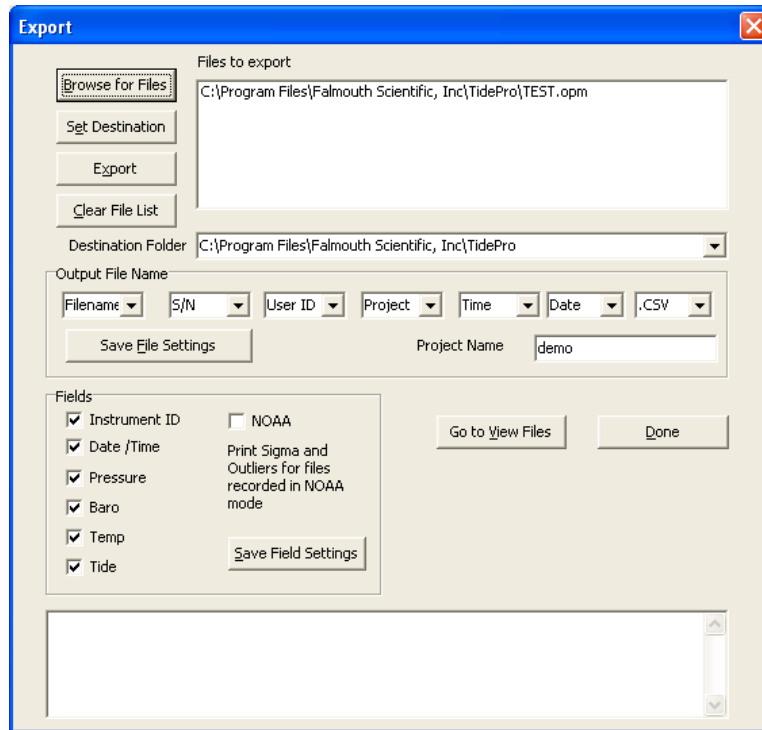 Export
Files to export
Browse for Files
C:\Program Files\Falmouth Scientific, Inc\TidePro\TEST.opm
Set Destination
Export
Clear File List
Destination Folder C:\Program Files\Falmouth Scientific, Inc\TidePro
Output File Name
Filename S/N User ID Project Time Date .CSV
Save File Settings Project Name demo
Fields
Instrument ID
Date /Time
Pressure
Baro
Temp
Tide
NOAA
Print Sigma and
Outliers for files
recorded in NOAA
mode
Save Field Settings
Go to View Files
Done